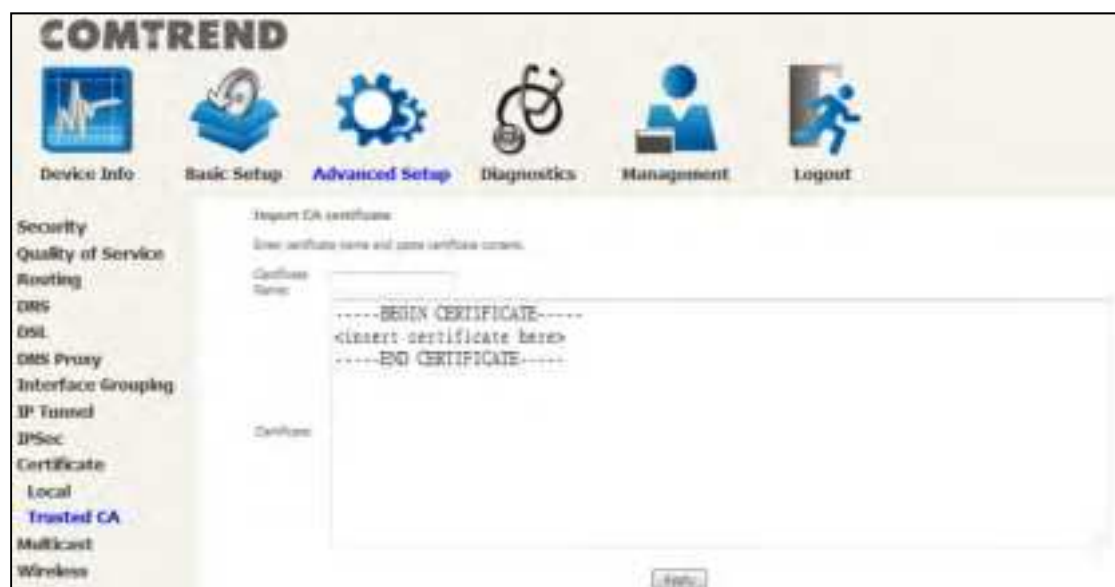 COMTREND
Device Info
Basic Setup
Advanced Setup
Diagnostics
Management
Logout
Security
Quality of Service
Routing
DNS
DSL
DNS Proxy
Interface Grouping
IP Tunnel
IPSec
Certificate
Local
Trusted CA
Multicast
Wireless
Import CA certificate
Enter certificate name and paste certificate content.
Certificate
Name:
-----BEGIN CERTIFICATE-----
<insert certificate here>
-----END CERTIFICATE-----
Certificate:
Apply